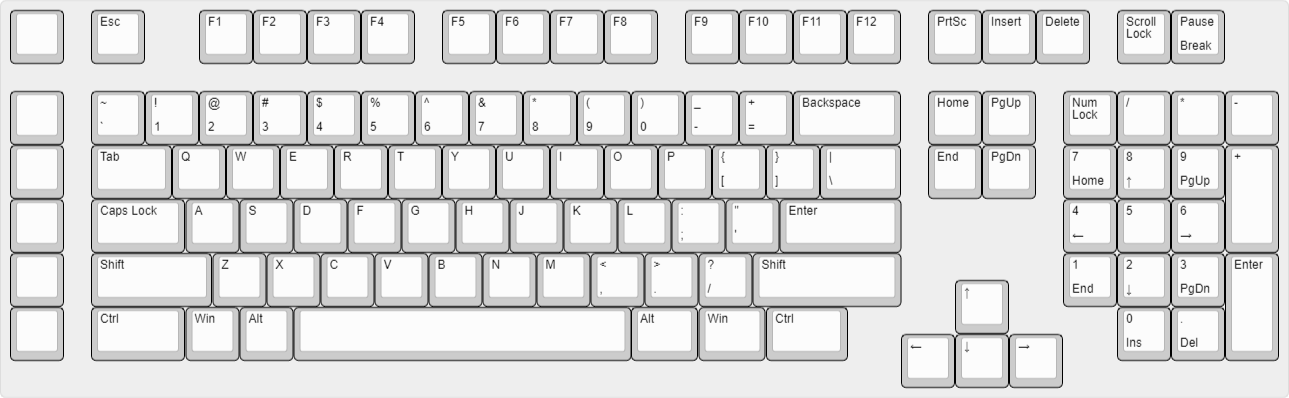 Esc F1 F2 F3 F4 F5 F6 F7 F8 F9 F10 F11 F12 PrtSc Insert Delete Scroll Pause
Lock
Break
~ ! @ # $ % ^ & * ( ) _ + Backspace Home PgUp Num / * -
Lock
` 1 2 3 4 5 6 7 8 9 0 - =
Tab Q W E R T Y U I O P { } | End PgDn 7 8 9 +
[ ] \ Home ↑ PgUp
Caps Lock A S D F G H J K L : " Enter 4 5 6
; ' ← →
Shift Z X C V B N M < > ? Shift 1 2 3 Enter
, . / End ↓ PgDn
↑
Ctrl Win Alt Alt Win Ctrl 0 .
Ins Del
← ↓ →